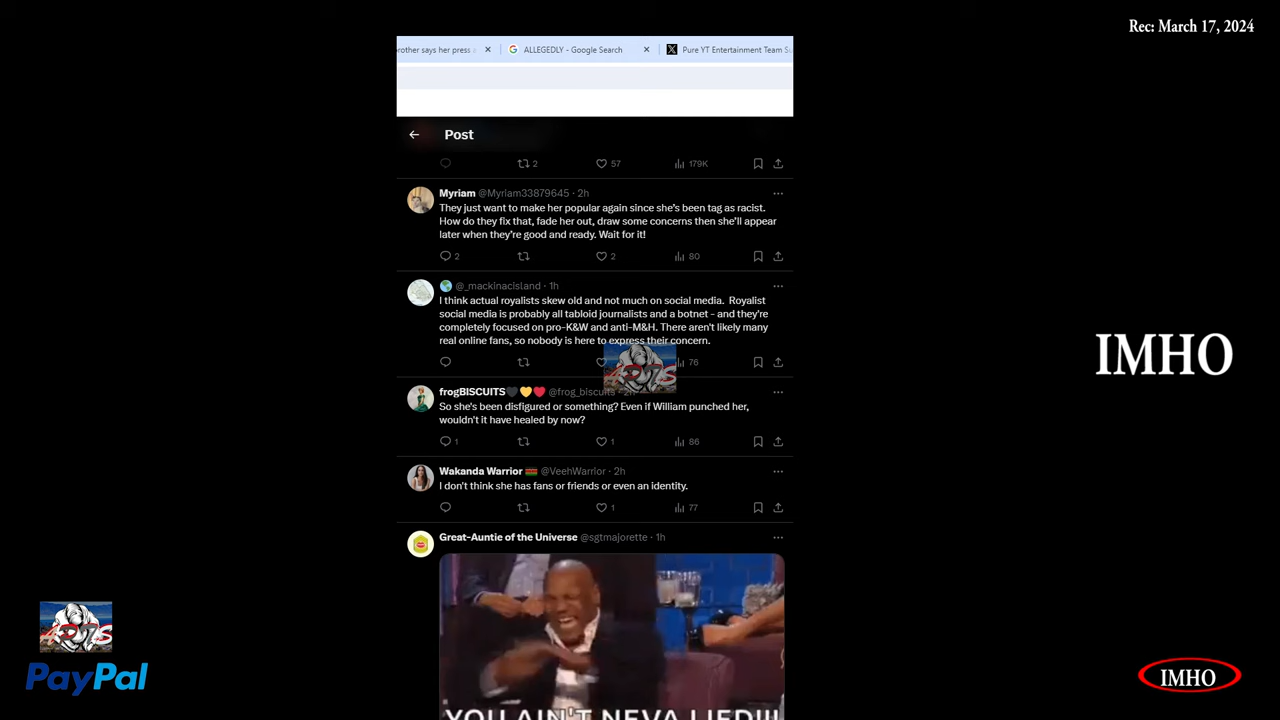 Rec: March 17, 2024
brother says her press
ALLEGEDLY - Google Search
Pure YT Entertainment Team
Post
2
57
179K
Myriam @Myriam33879645 · 2h
They just want to make her popular again since she's been tag as racist.
How do they fix that, fade her out, draw some concerns then she'll appear
later when they're good and ready. Wait for it!
2
2
80
@_mackinacisland · 1h
I think actual royalists skew old and not much on social media. Royalist
social media is probably all tabloid journalists and a botnet - and they're
completely focused on pro-K&W and anti-M&H. There aren't likely many
real online fans, so nobody is here to express their concern.
76
IMHO
frogBISCUITS🖤💛❤️ @frog_biscuits · 2h
So she's been disfigured or something? Even if William punched her,
wouldn't it have healed by now?
1
1
86
Wakanda Warrior 🇰🇪 @VeehWarrior · 2h
I don't think she has fans or friends or even an identity.
1
77
Great-Auntie of the Universe @sgtmajorette · 1h
YOU AIN'T NEVA LIED!!!
PayPal
IMHO